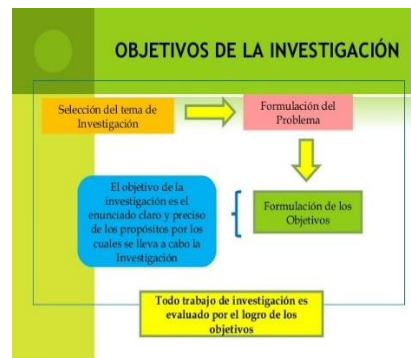 OBJETIVOS DE LA INVESTIGACIÓN
Selección del tema de
Investigación
Formulación del
Problema
El objetivo de la
investigación es el
enunciado claro y preciso
de los propósitos por los
cuales se lleva a cabo la
Investigación
Formulación de los
Objetivos
Todo trabajo de investigación es
evaluado por el logro de los
objetivos